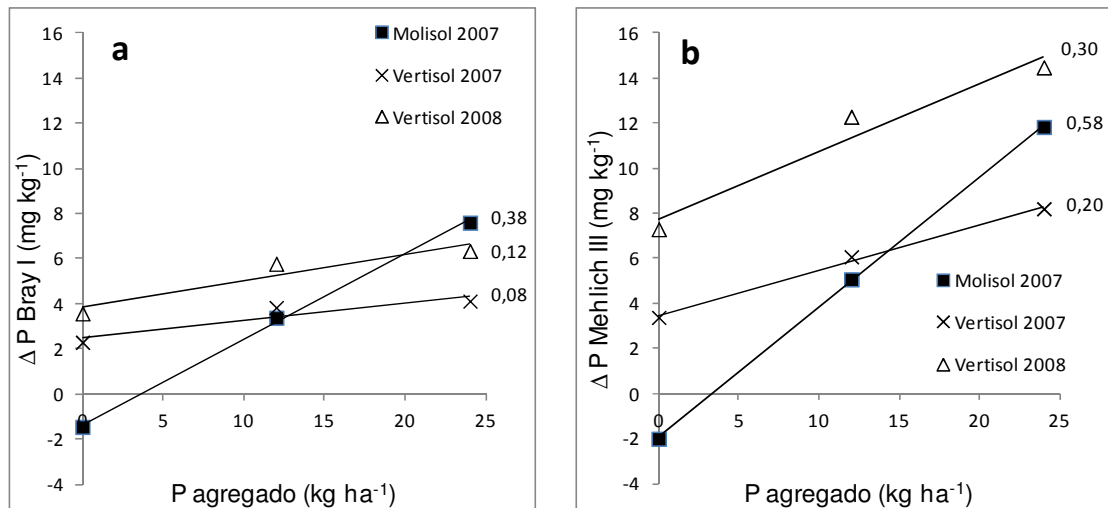 a
Molisol 2007
Vertisol 2007
Vertisol 2008
16
14
12
10
8
6
4
2
0
-2
-4
0 5 10 15 20 25
0,38
0,12
0,08
Δ P Bray I (mg kg⁻¹)
P agregado (kg ha⁻¹)
b
16
14
12
10
8
6
4
2
0
-2
-4
0 5 10 15 20 25
0,30
0,58
0,20
Molisol 2007
Vertisol 2007
Vertisol 2008
Δ P Mehlich III (mg kg⁻¹)
P agregado (kg ha⁻¹)